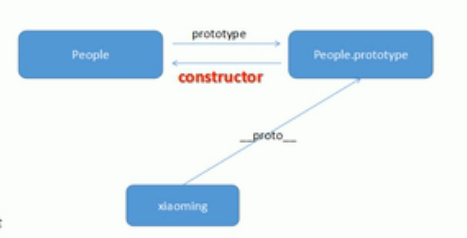 prototype
People
People.prototype
constructor
__proto__
xiaoming